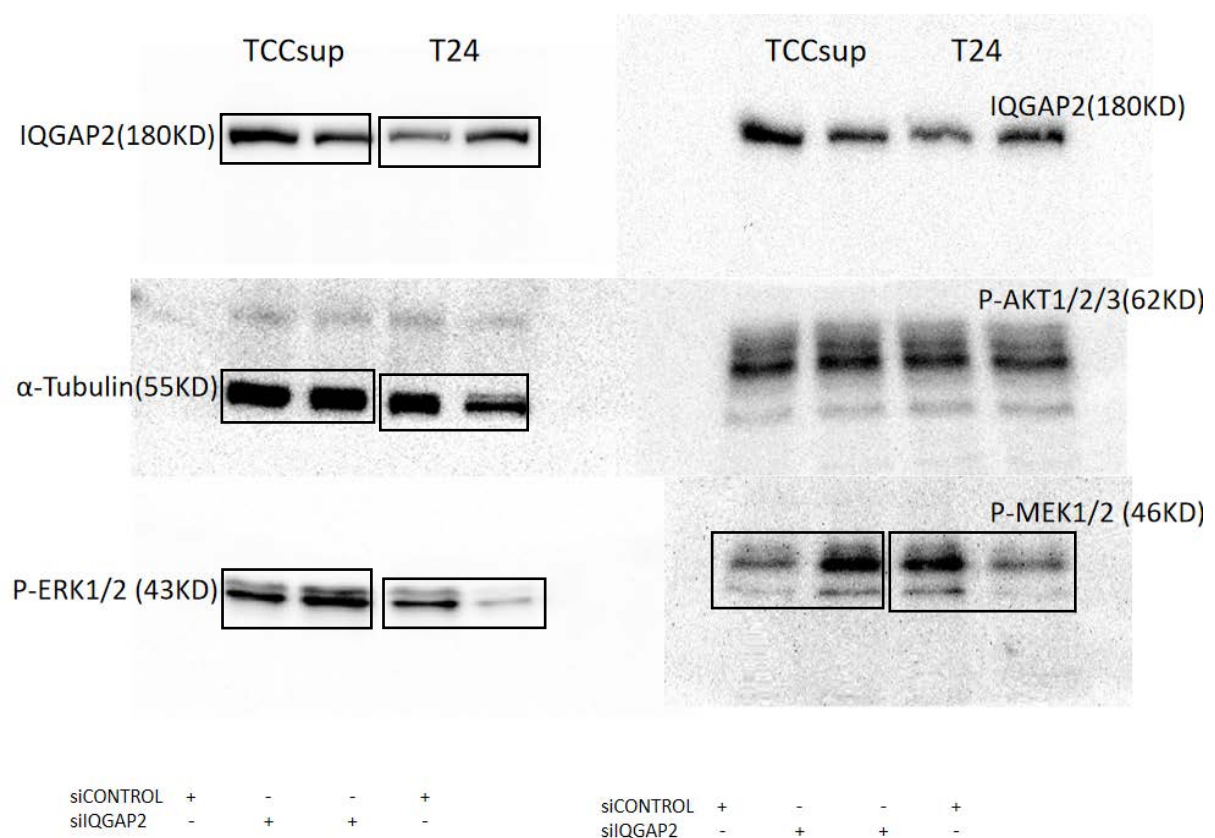 TCCsup T24
IQGAP2(180KD)
α-Tubulin(55KD)
P-ERK1/2 (43KD)
siCONTROL + - - +
siIQGAP2 - + + -
TCCsup T24
IQGAP2(180KD)
P-AKT1/2/3(62KD)
P-MEK1/2 (46KD)
siCONTROL + - - +
siIQGAP2 - + + -